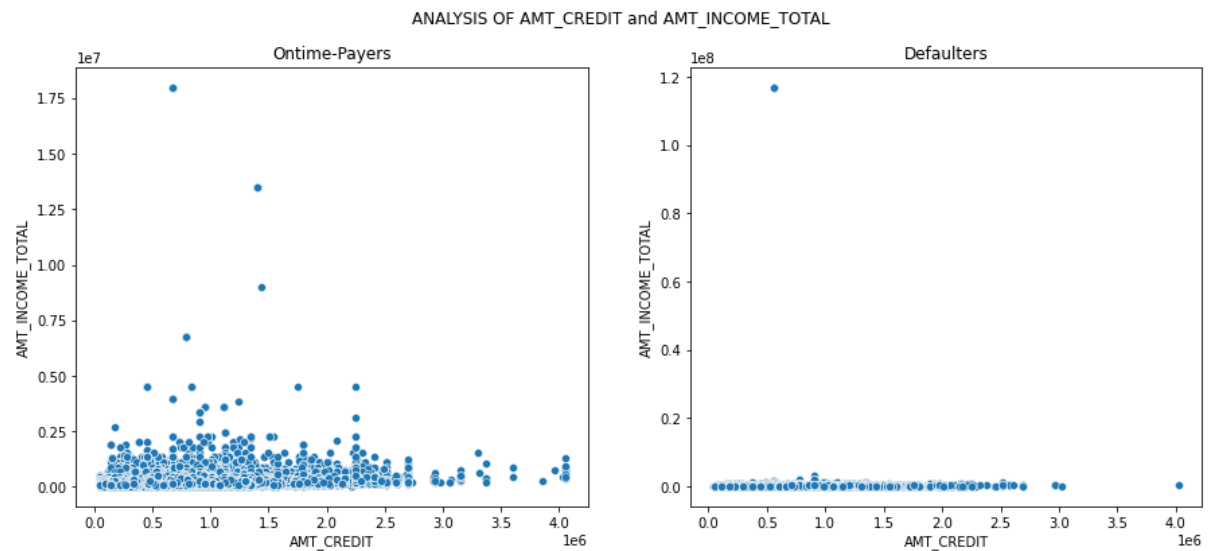 ANALYSIS OF AMT_CREDIT and AMT_INCOME_TOTAL
Ontime-Payers
1e7
1.75
1.50
1.25
1.00
0.75
0.50
0.25
0.00
AMT_INCOME_TOTAL
0.0 0.5 1.0 1.5 2.0 2.5 3.0 3.5 4.0
AMT_CREDIT
1e6
Defaulters
1e8
1.2
1.0
0.8
0.6
0.4
0.2
0.0
AMT_INCOME_TOTAL
0.0 0.5 1.0 1.5 2.0 2.5 3.0 3.5 4.0
AMT_CREDIT
1e6